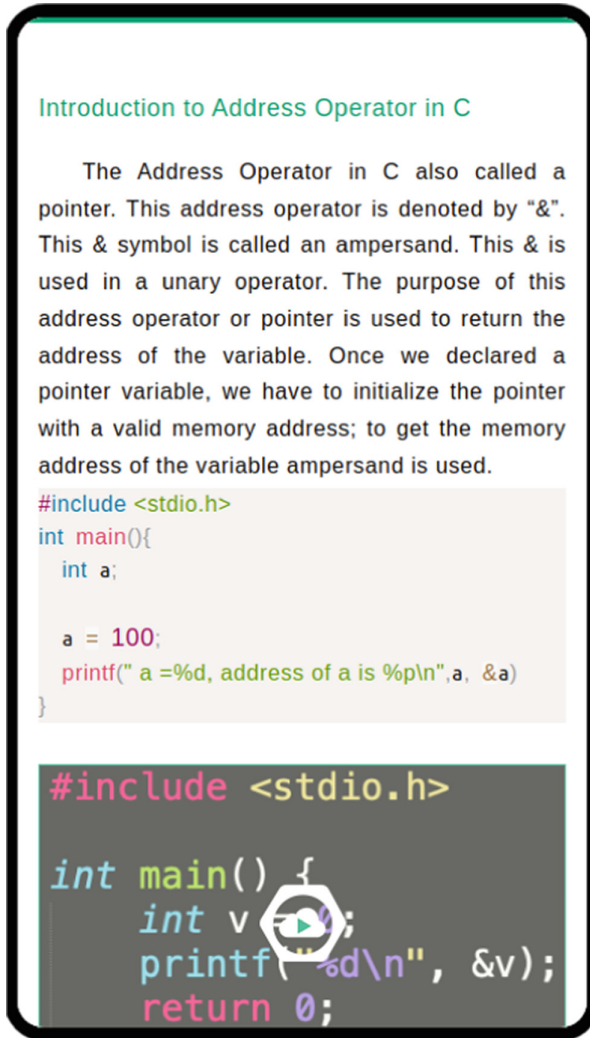 Introduction to Address Operator in C
The Address Operator in C also called a
pointer. This address operator is denoted by “&”.
This & symbol is called an ampersand. This & is
used in a unary operator. The purpose of this
address operator or pointer is used to return the
address of the variable. Once we declared a
pointer variable, we have to initialize the pointer
with a valid memory address; to get the memory
address of the variable ampersand is used.
#include <stdio.h>
int main(){
int a;
a = 100;
printf(" a =%d, address of a is %p\n",a, &a)
}
#include <stdio.h>
int main() {
int v = 0;
printf("%d\n", &v);
return 0;